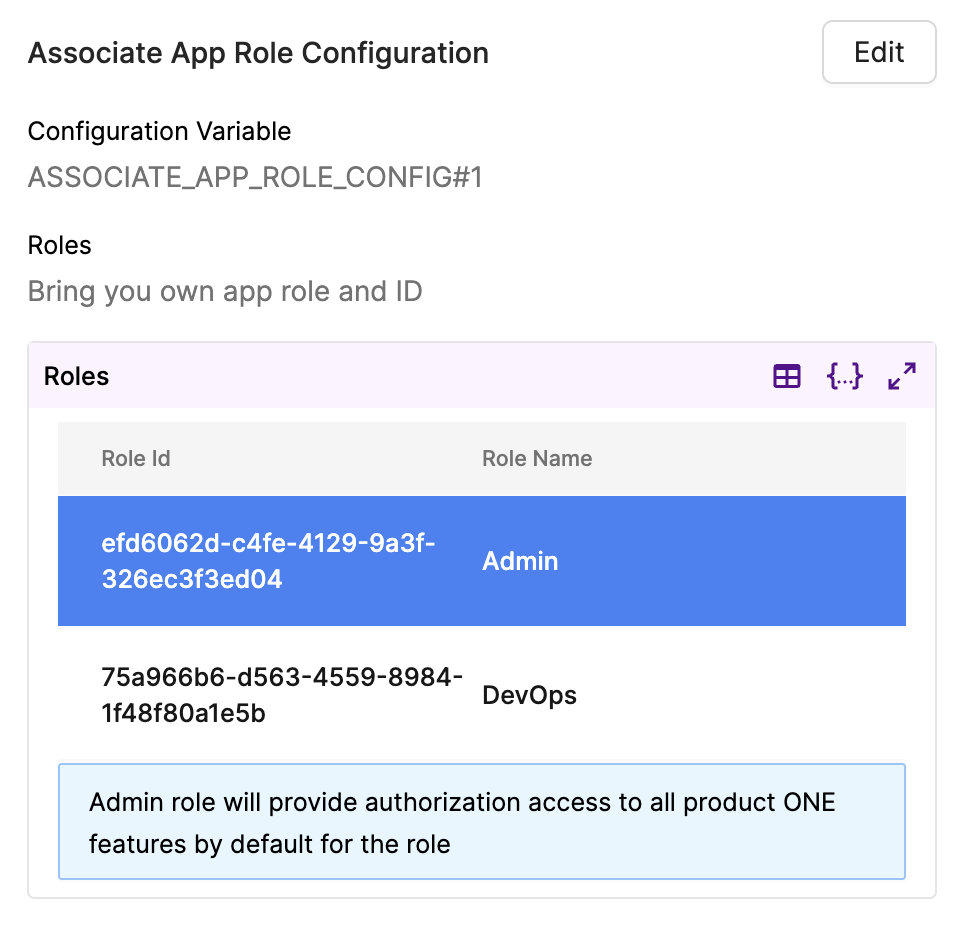 Associate App Role Configuration
Edit
Configuration Variable
ASSOCIATE_APP_ROLE_CONFIG#1
Roles
Bring you own app role and ID
Roles
{...}
Role Id Role Name
efd6062d-c4fe-4129-9a3f-
326ec3f3ed04
Admin
75a966b6-d563-4559-8984-
1f48f80a1e5b
DevOps
Admin role will provide authorization access to all product ONE
features by default for the role